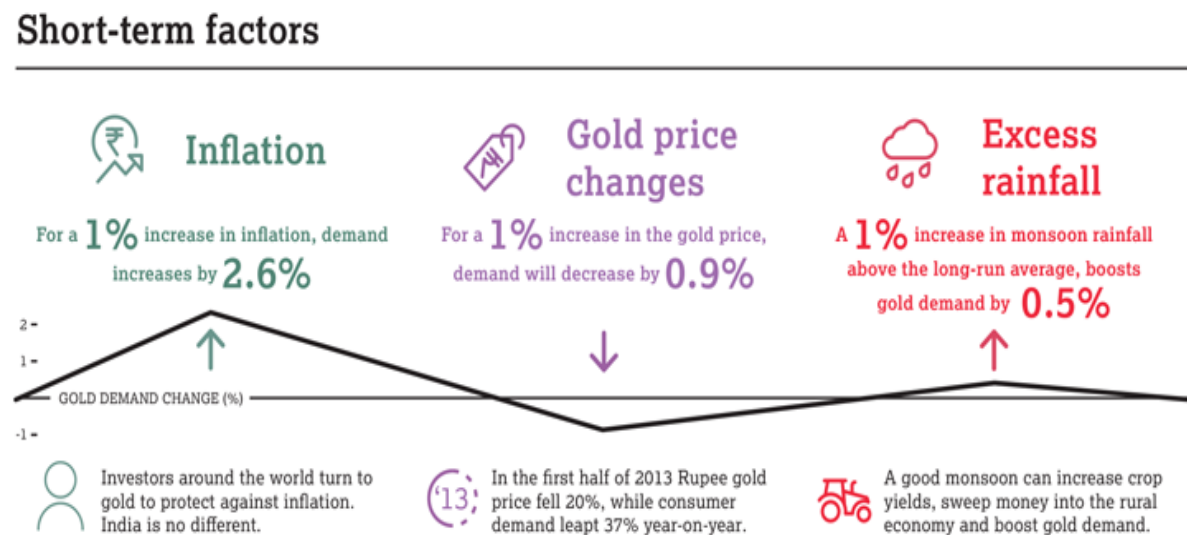 Short-term factors
Inflation
For a 1% increase in inflation, demand
increases by 2.6%
Gold price
changes
For a 1% increase in the gold price,
demand will decrease by 0.9%
Excess
rainfall
A 1% increase in monsoon rainfall
above the long-run average, boosts
gold demand by 0.5%
2
1
GOLD DEMAND CHANGE (%)
-1
Investors around the world turn to
gold to protect against inflation.
India is no different.
'13
In the first half of 2013 Rupee gold
price fell 20%, while consumer
demand leapt 37% year-on-year.
A good monsoon can increase crop
yields, sweep money into the rural
economy and boost gold demand.